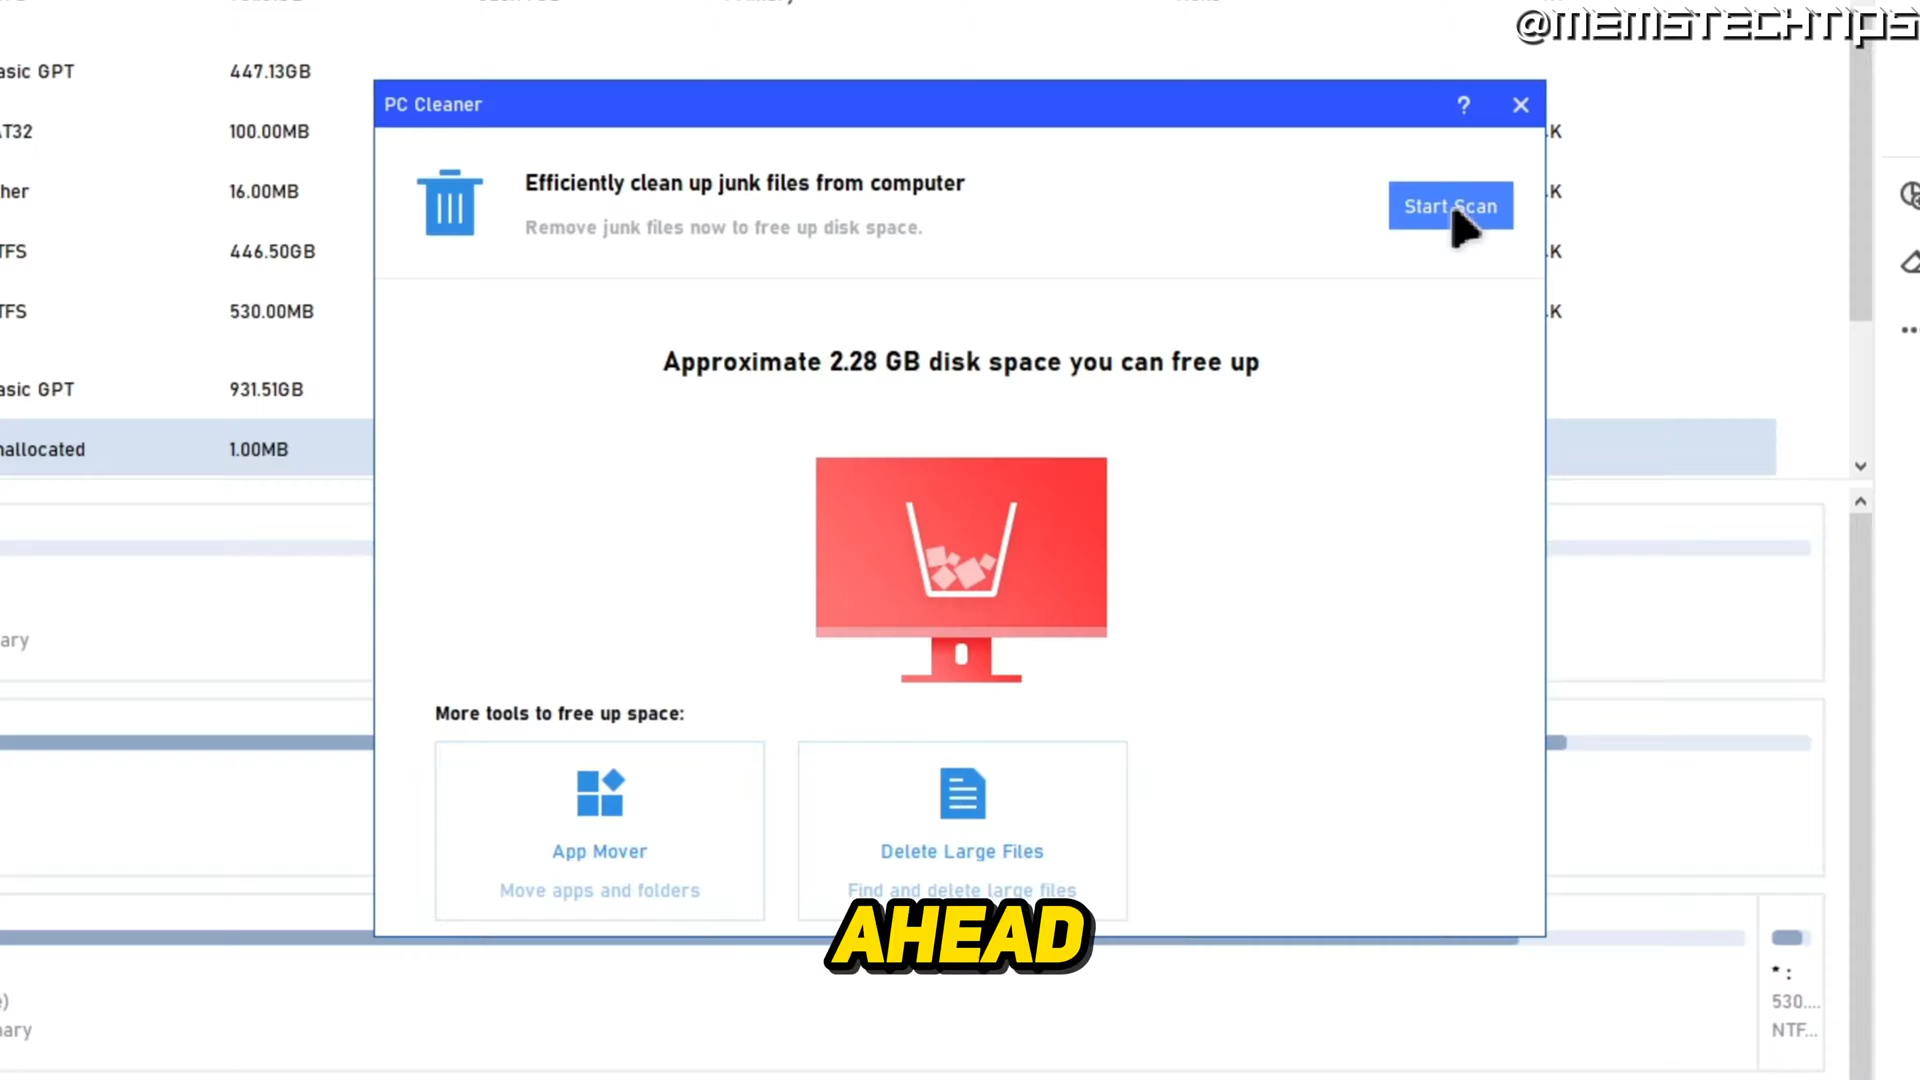 @MEMSTECHTIPS
asic GPT 447.13GB
PC Cleaner ?
AT32 100.00MB .K
Efficiently clean up junk files from computer
her 16.00MB .K
Start Scan
Remove junk files now to free up disk space.
TFS 446.50GB .K
TFS 530.00MB .K
Approximate 2.28 GB disk space you can free up
asic GPT 931.51GB
nallocated 1.00MB
ary
More tools to free up space:
App Mover
Delete Large Files
Move apps and folders
Find and delete large files
AHEAD
* :
e) 530....
nary NTF...